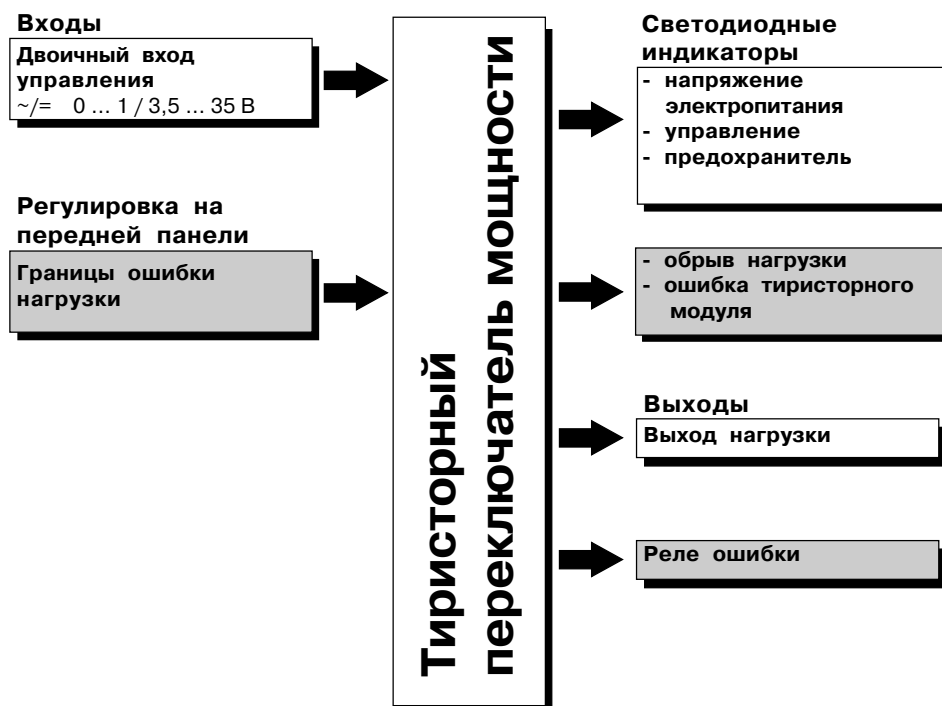 Входы
Двоичный вход
управления
~/= 0 ... 1 / 3,5 ... 35 В
Регулировка на
передней панели
Границы ошибки
нагрузки
Тиристорный
переключатель мощности
Светодиодные
индикаторы
- напряжение
электропитания
- управление
- предохранитель
- обрыв нагрузки
- ошибка тиристорного
модуля
Выходы
Выход нагрузки
Реле ошибки